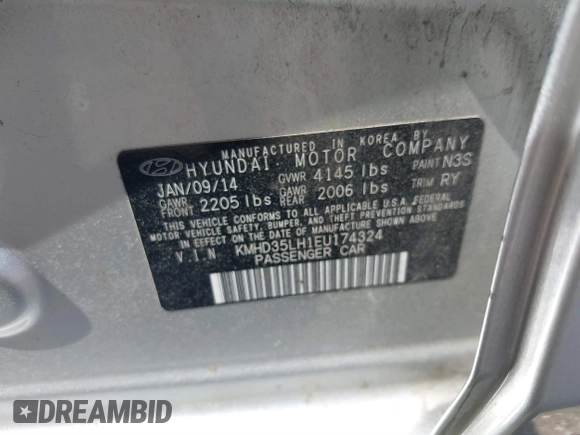 MANUFACTURED IN KOREA BY
HYUNDAI MOTOR COMPANY
JAN/09/14 GVWR 4145 lbs PAINT N3S
GAWR FRONT 2205 lbs GAWR REAR 2006 lbs TRIM RY
THIS VEHICLE CONFORMS TO ALL APPLICABLE U.S.A. FEDERAL
MOTOR VEHICLE SAFETY, BUMPER, AND THEFT PREVENTION
STANDARDS IN EFFECT ON THE DATE OF MANUFACTURE SHOWN ABOVE.
V.I.N KMHD35LH1EU174324
PASSENGER CAR
DREAMBID